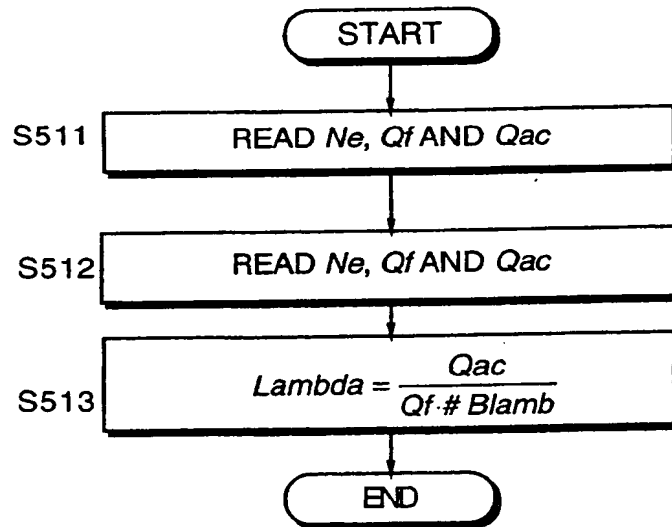 START
S511
READ Ne, Qf AND Qac
S512
READ Ne, Qf AND Qac
S513
Lambda = Qac
Qf·# Blamb
END